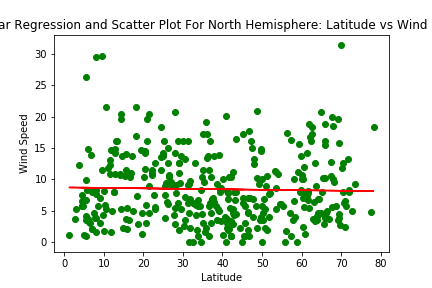 ar Regression and Scatter Plot For North Hemisphere: Latitude vs Wind
30
25
20
15
10
5
0
Wind Speed
0 10 20 30 40 50 60 70 80
Latitude